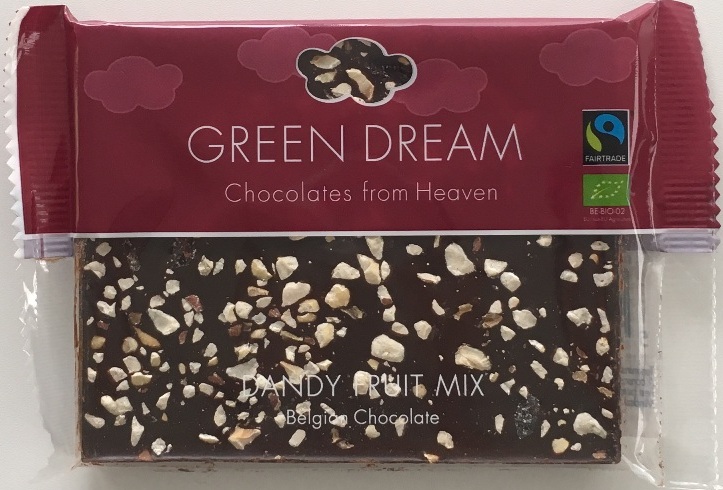 GREEN DREAM
Chocolates from Heaven
FAIRTRADE
BE-BIO-02
DANDY FRUIT MIX
Belgian Chocolate